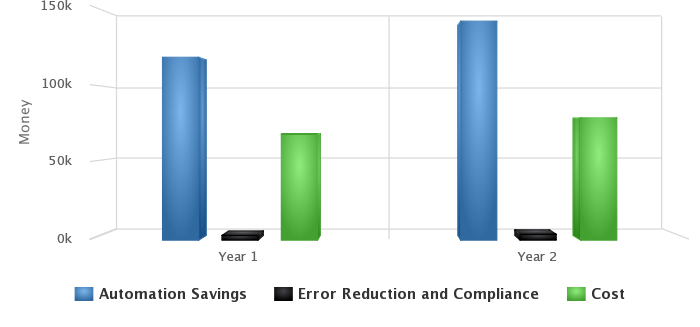 150k
100k
50k
0k
Money
Year 1
Year 2
Automation Savings
Error Reduction and Compliance
Cost